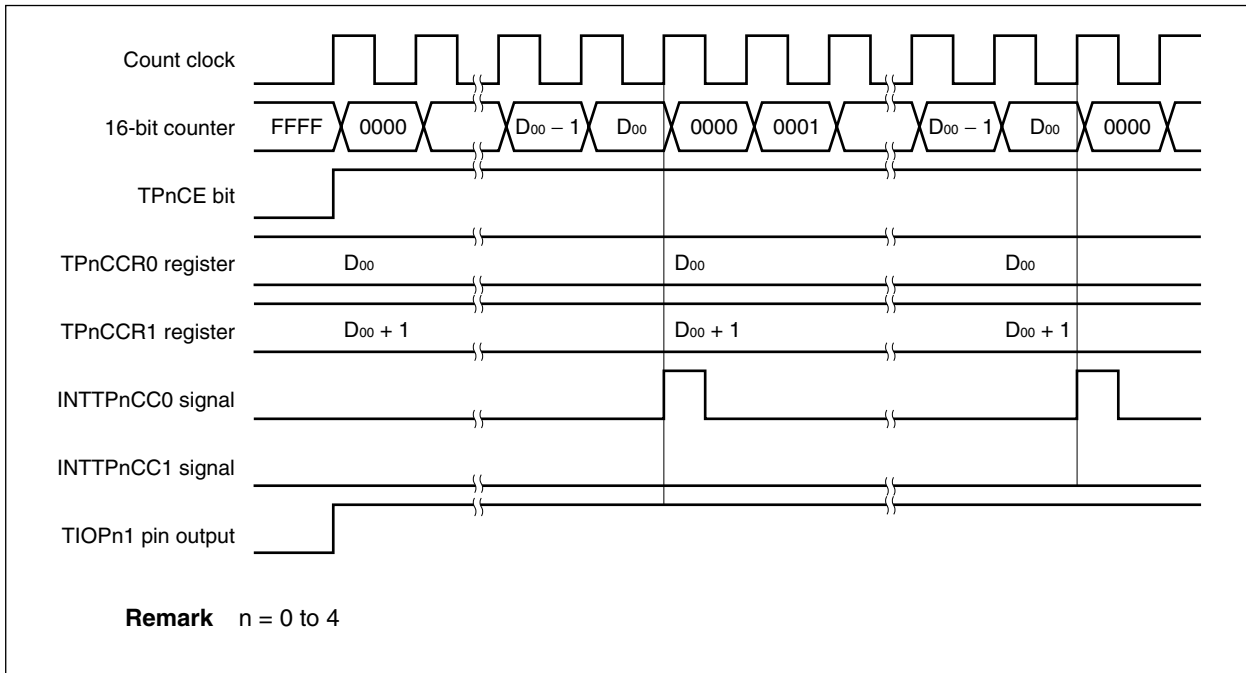 Count clock
16-bit counter FFFF 0000 D00 − 1 D00 0000 0001 D00 − 1 D00 0000
TPnCE bit
TPnCCR0 register D00 D00 D00
TPnCCR1 register D00 + 1 D00 + 1 D00 + 1
INTTPnCC0 signal
INTTPnCC1 signal
TIOPn1 pin output
Remark n = 0 to 4